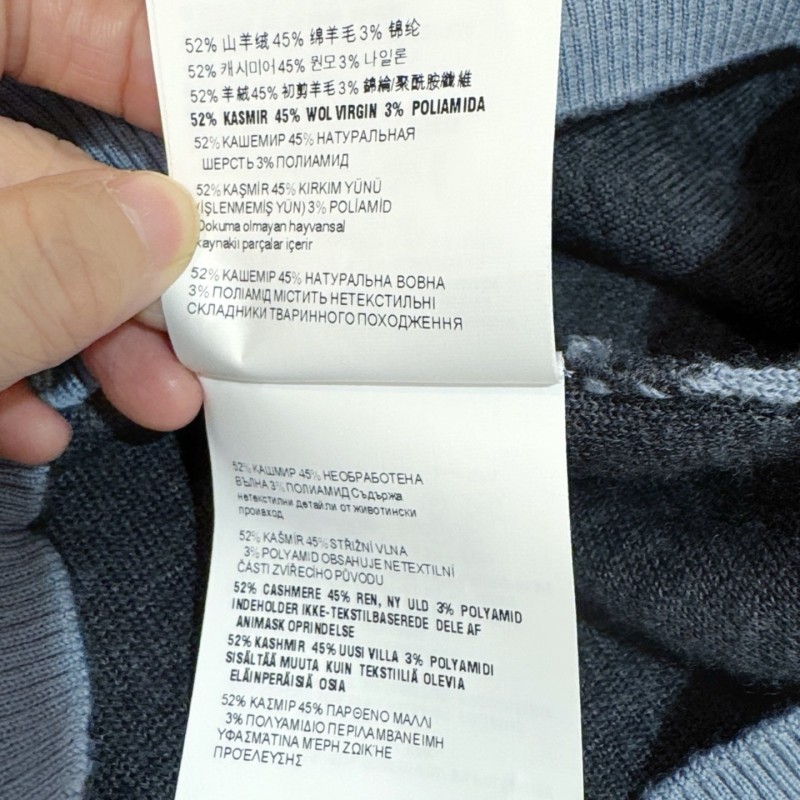 52% 山羊绒 45% 绵羊毛 3% 锦纶
52% 캐시미어 45% 원모 3% 나일론
52% 羊絨 45% 初剪羊毛 3% 錦綸/聚酰胺纖維
52% KASMIR 45% WOL VIRGIN 3% POLIAMIDA
52% КАШЕМИР 45% НАТУРАЛЬНАЯ
ШЕРСТЬ 3% ПОЛИАМИД
52% KAŞMİR 45% KIRKIM YÜNÜ
(İŞLENMEMİŞ YÜN) 3% POLİAMİD
Dokuma olmayan hayvansal
kaynaklı parçalar içerir
52% КАШЕМІР 45% НАТУРАЛЬНА ВОВНА
3% ПОЛІАМІД МІСТИТЬ НЕТЕКСТИЛЬНІ
СКЛАДНИКИ ТВАРИННОГО ПОХОДЖЕННЯ
52% КАШМИР 45% НЕОБРАБОТЕНА
ВЪЛНА 3% ПОЛИАМИД Съдържа
нетекстилни детайли от животински
произход
52% KAŠMÍR 45% STŘIŽNÍ VLNA
3% POLYAMID OBSAHUJE NETEXTILNÍ
ČÁSTI ZVÍŘECÍHO PŮVODU
52% CASHMERE 45% REN, NY ULD 3% POLYAMID
INDEHOLDER IKKE-TEKSTILBASEREDE DELE AF
ANIMASK OPRINDELSE
52% KASHMIR 45% UUSI VILLA 3% POLYAMIDI
SISÄLTÄÄ MUUTA KUIN TEKSTIILIÄ OLEVIA
ELÄINPERÄISIÄ OSIA
52% ΚΑΣΜΙΡ 45% ΠΑΡΘΕΝΟ ΜΑΛΛΙ
3% ΠΟΛΥΑΜΙΔΙΟ ΠΕΡΙΛΑΜΒΑΝΕΙ ΜΗ
ΥΦΑΣΜΑΤΙΝΑ ΜΈΡΗ ΖΩΙΚΉΣ
ΠΡΟΈΛΕΥΣΗΣ